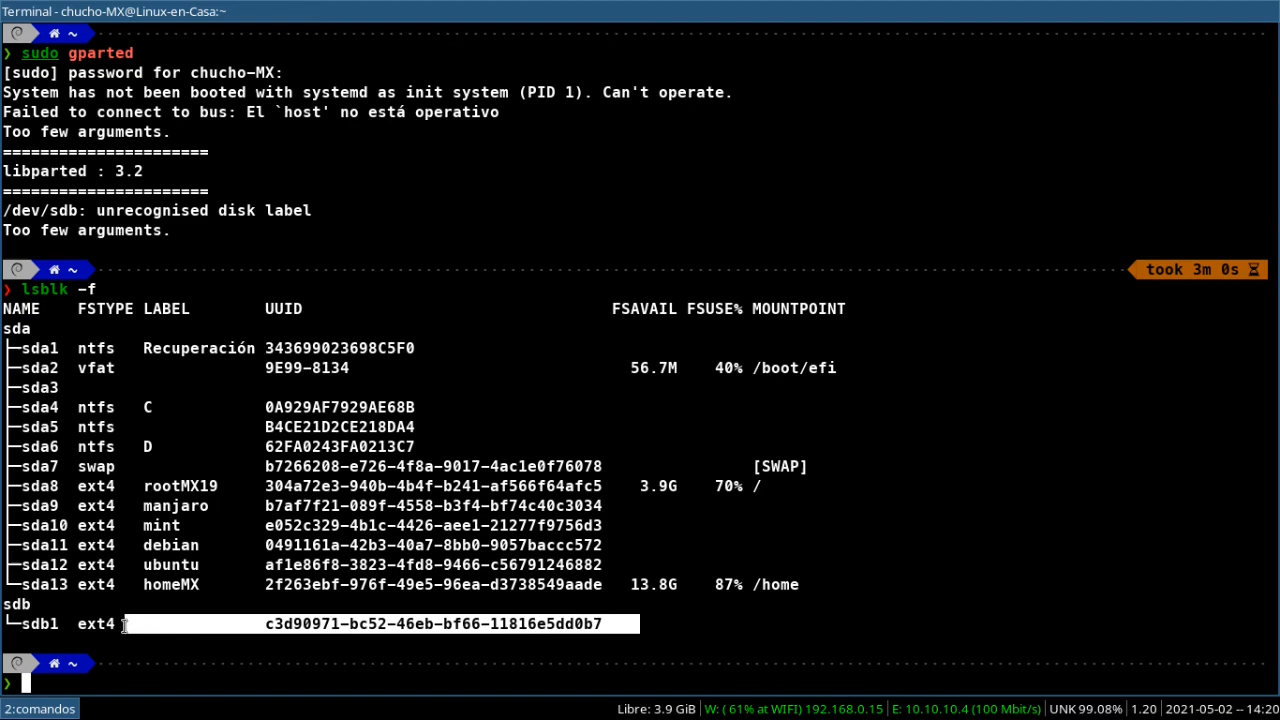 Terminal - chucho-MX@Linux-en-Casa:~
~
❯ sudo gparted
[sudo] password for chucho-MX:
System has not been booted with systemd as init system (PID 1). Can't operate.
Failed to connect to bus: El `host' no está operativo
Too few arguments.
======================
libparted : 3.2
======================
/dev/sdb: unrecognised disk label
Too few arguments.
~ took 3m 0s
❯ lsblk -f
NAME FSTYPE LABEL UUID FSAVAIL FSUSE% MOUNTPOINT
sda
├─sda1 ntfs Recuperación 343699023698C5F0
├─sda2 vfat 9E99-8134 56.7M 40% /boot/efi
├─sda3
├─sda4 ntfs C 0A929AF7929AE68B
├─sda5 ntfs B4CE21D2CE218DA4
├─sda6 ntfs D 62FA0243FA0213C7
├─sda7 swap b7266208-e726-4f8a-9017-4ac1e0f76078 [SWAP]
├─sda8 ext4 rootMX19 304a72e3-940b-4b4f-b241-af566f64afc5 3.9G 70% /
├─sda9 ext4 manjaro b7af7f21-089f-4558-b3f4-bf74c40c3034
├─sda10 ext4 mint e052c329-4b1c-4426-aee1-21277f9756d3
├─sda11 ext4 debian 0491161a-42b3-40a7-8bb0-9057baccc572
├─sda12 ext4 ubuntu af1e86f8-3823-4fd8-9466-c56791246882
└─sda13 ext4 homeMX 2f263ebf-976f-49e5-96ea-d3738549aade 13.8G 87% /home
sdb
└─sdb1 ext4 c3d90971-bc52-46eb-bf66-11816e5dd0b7
~
❯
2:comandos Libre: 3.9 GiB W: ( 61% at WIFI) 192.168.0.15 E: 10.10.10.4 (100 Mbit/s) UNK 99.08% 1.20 2021-05-02 -- 14:20